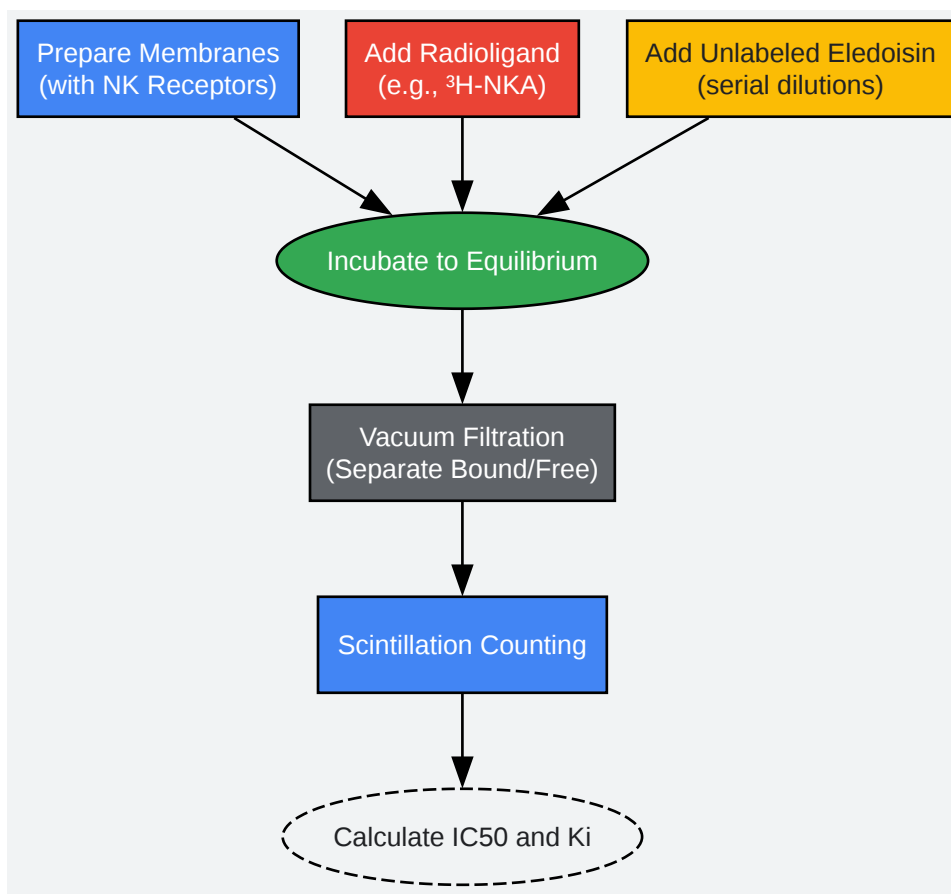 Prepare Membranes
(with NK Receptors)
Add Radioligand
(e.g., ³H-NKA)
Add Unlabeled Eledoisin
(serial dilutions)
Incubate to Equilibrium
Vacuum Filtration
(Separate Bound/Free)
Scintillation Counting
Calculate IC50 and Ki